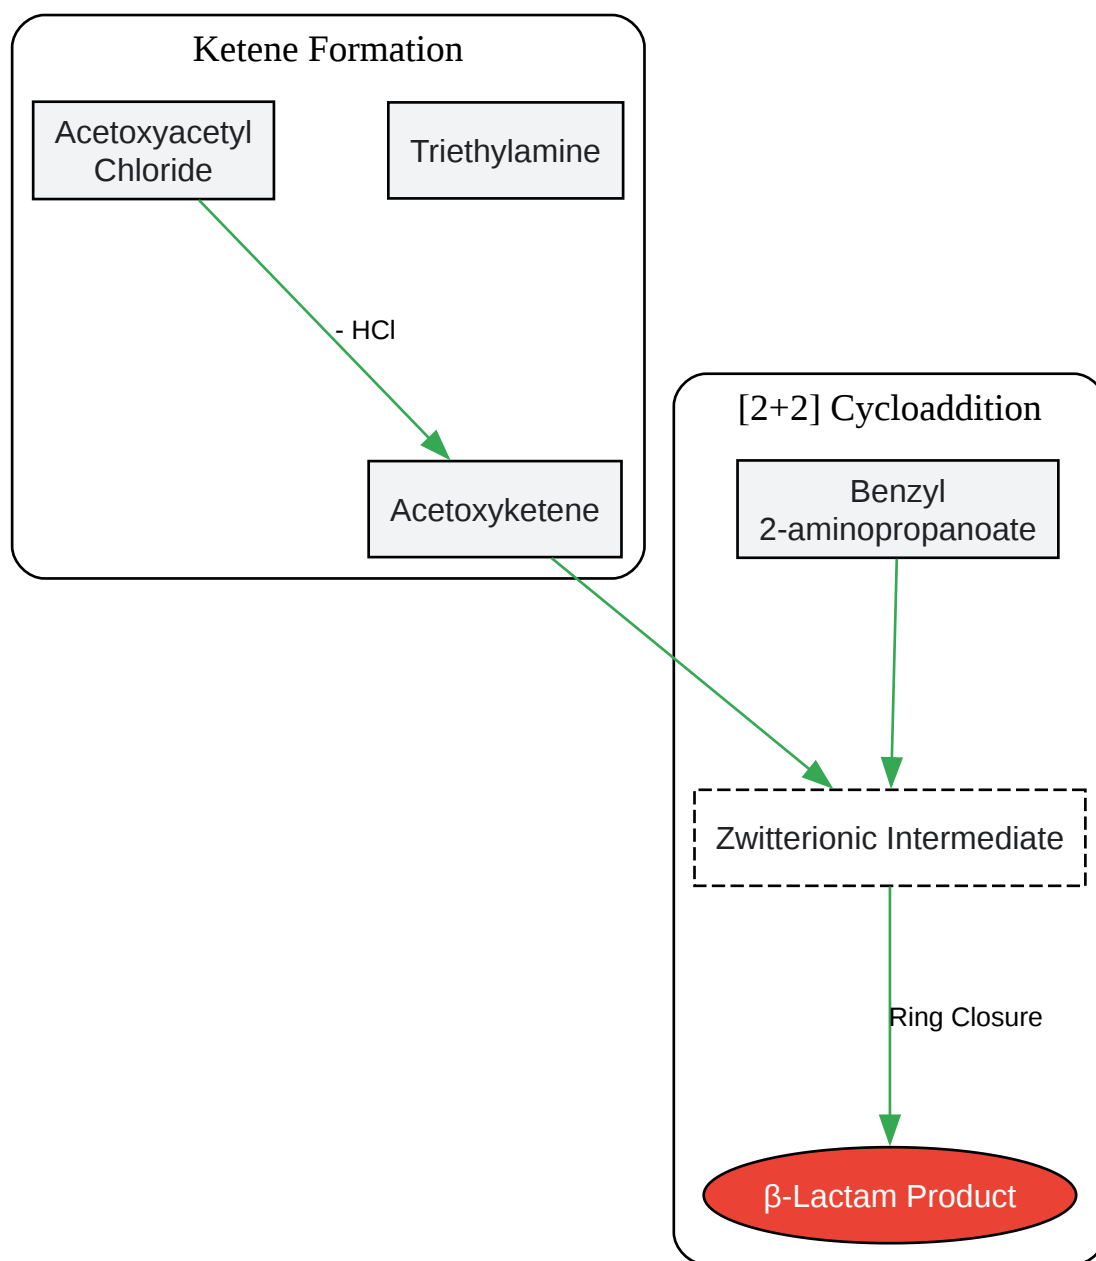 Ketene Formation
Acetoxyacetyl
Chloride
Triethylamine
- HCl
Acetoxyketene
[2+2] Cycloaddition
Benzyl
2-aminopropanoate
Zwitterionic Intermediate
Ring Closure
β-Lactam Product